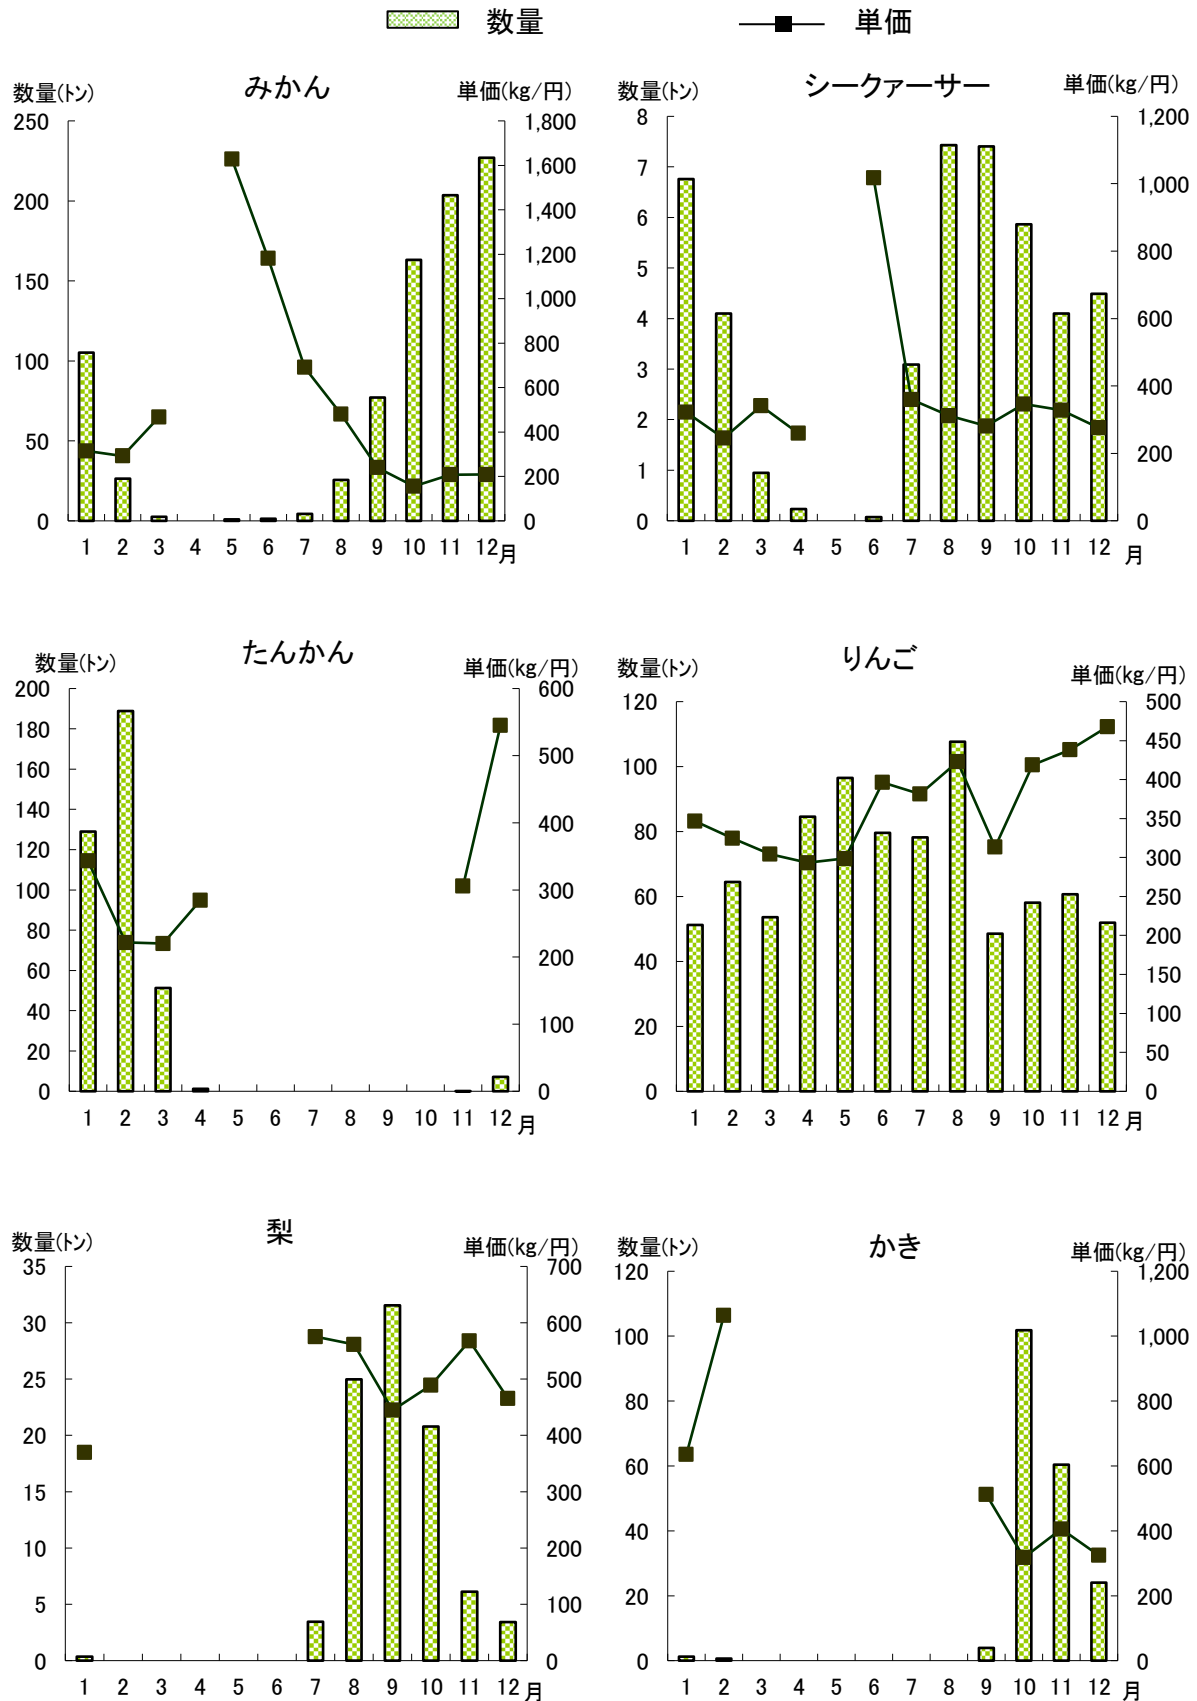 数量 単価
みかん
数量(トン) 単価(kg/円)
250 1,800
1,600
200 1,400
1,200
150 1,000
100 800
600
50 400
200
0 0
1 2 3 4 5 6 7 8 9 10 11 12 月
シークァーサー
数量(トン) 単価(kg/円)
8 1,200
7 1,000
6
5 800
4 600
3 400
2
1 200
0 0
1 2 3 4 5 6 7 8 9 10 11 12 月
たんかん
数量(トン) 単価(kg/円)
200 600
180
160 500
140
120 400
100 300
80
60 200
40
20 100
0 0
1 2 3 4 5 6 7 8 9 10 11 12 月
りんご
数量(トン) 単価(kg/円)
120 500
450
100 400
350
80 300
60 250
200
40 150
20 100
50
0 0
1 2 3 4 5 6 7 8 9 10 11 12 月
梨
数量(トン) 単価(kg/円)
35 700
30 600
25 500
20 400
15 300
10 200
5 100
0 0
1 2 3 4 5 6 7 8 9 10 11 12 月
かき
数量(トン) 単価(kg/円)
120 1,200
100 1,000
80 800
60 600
40 400
20 200
0 0
1 2 3 4 5 6 7 8 9 10 11 12 月